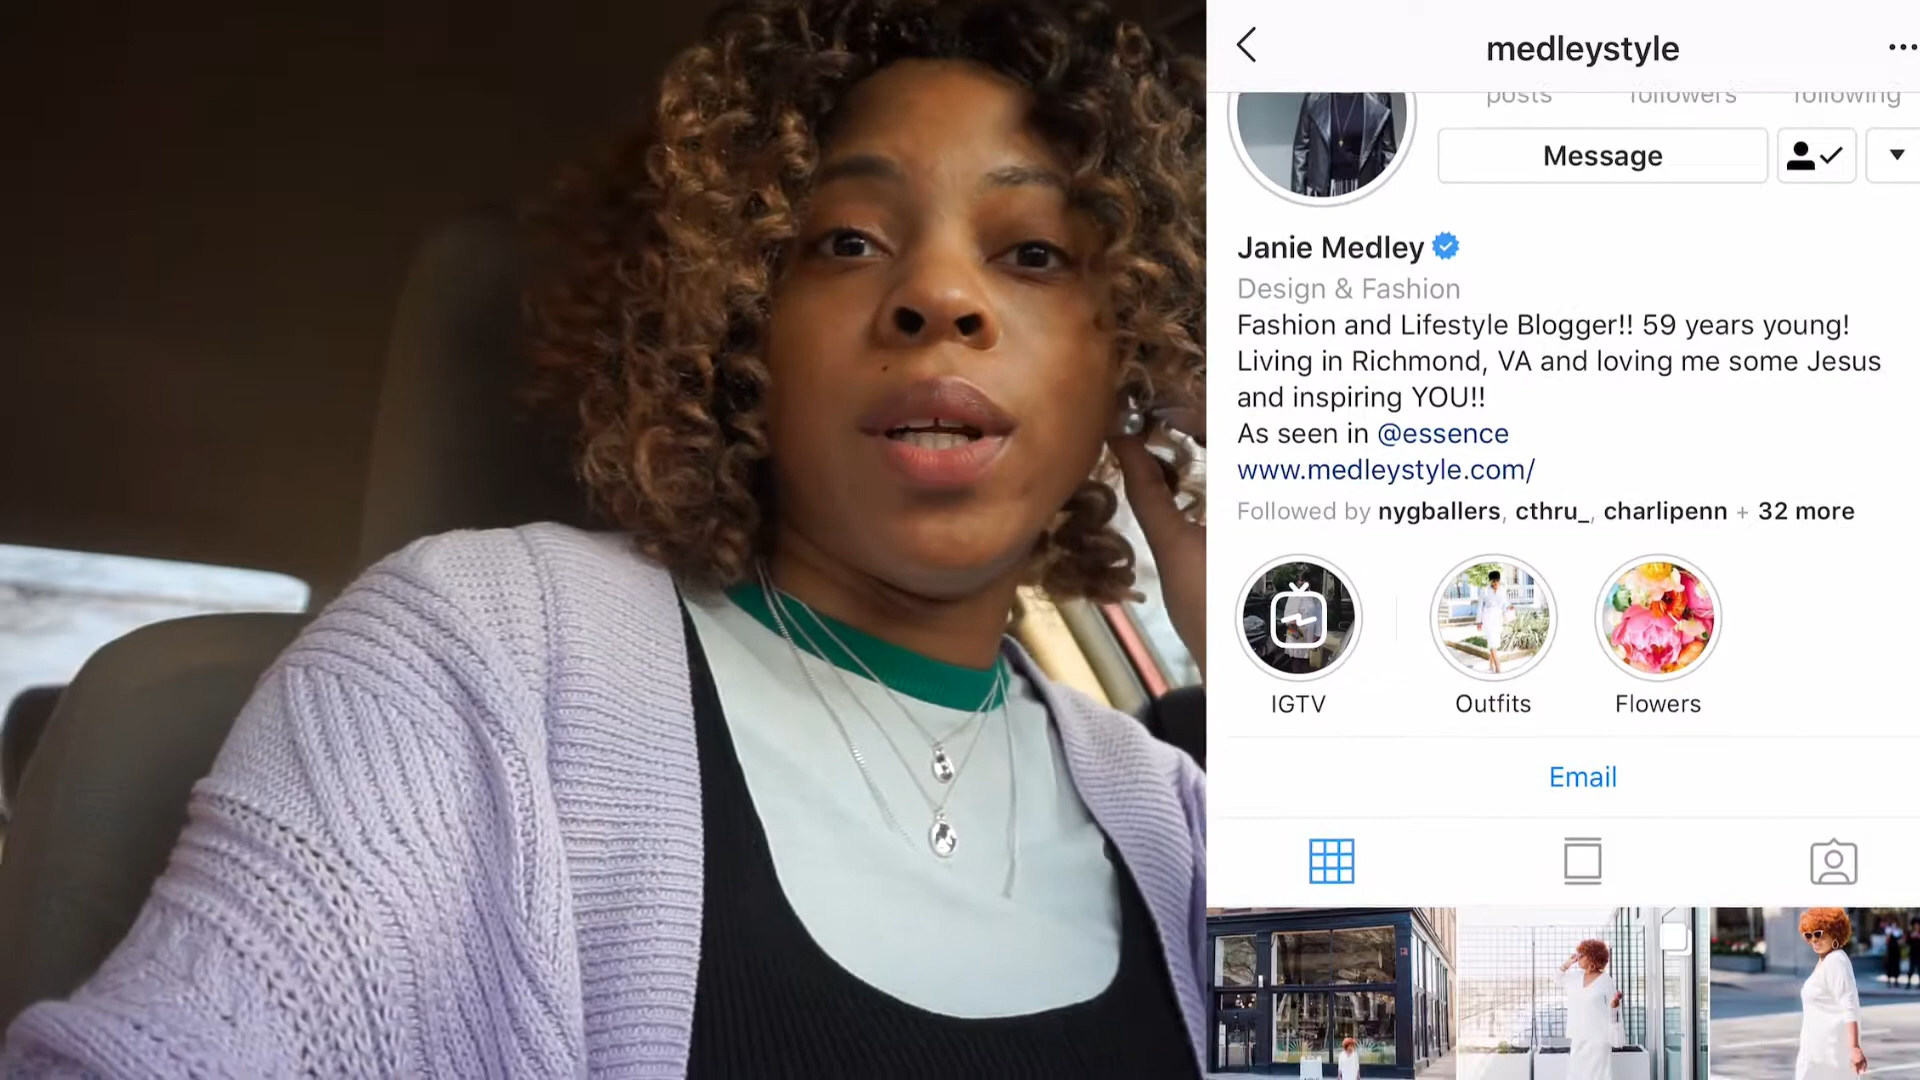 medleystyle
posts followers following
Message
Janie Medley
Design & Fashion
Fashion and Lifestyle Blogger!! 59 years young!
Living in Richmond, VA and loving me some Jesus
and inspiring YOU!!
As seen in @essence
www.medleystyle.com/
Followed by nygballers, cthru_, charlipenn + 32 more
IGTV Outfits Flowers
Email